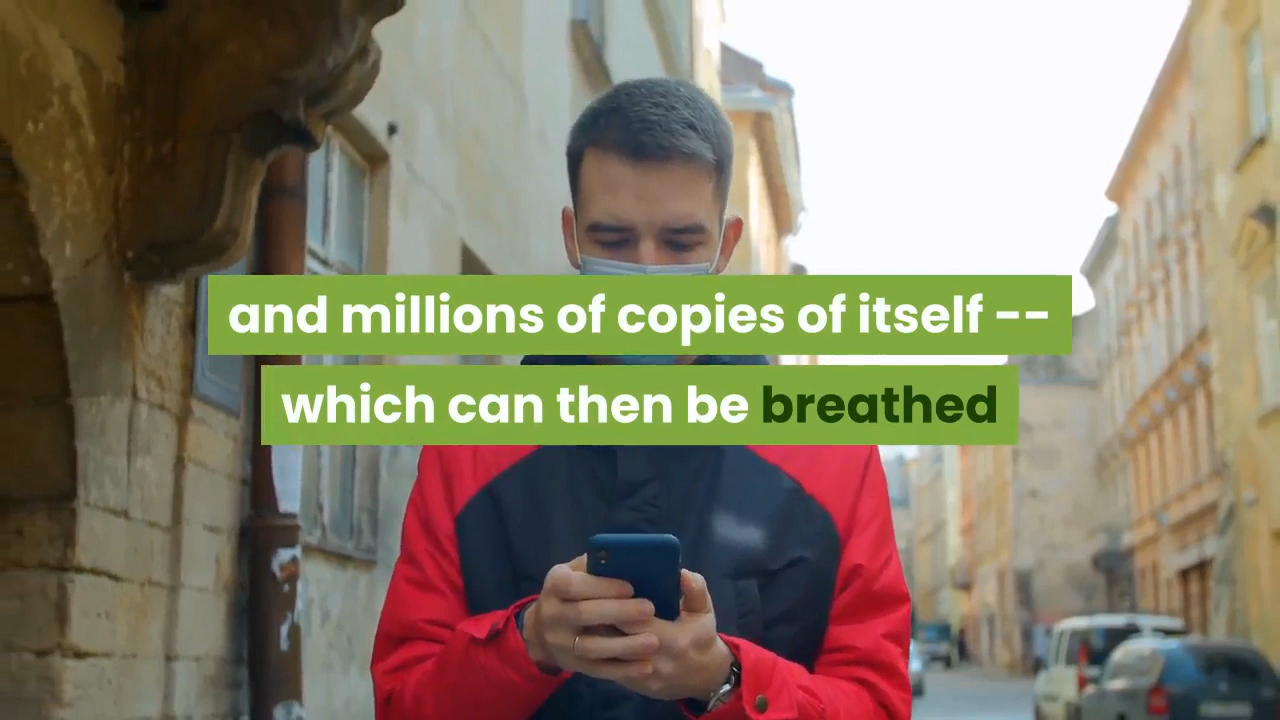 and millions of copies of itself --
which can then be breathed